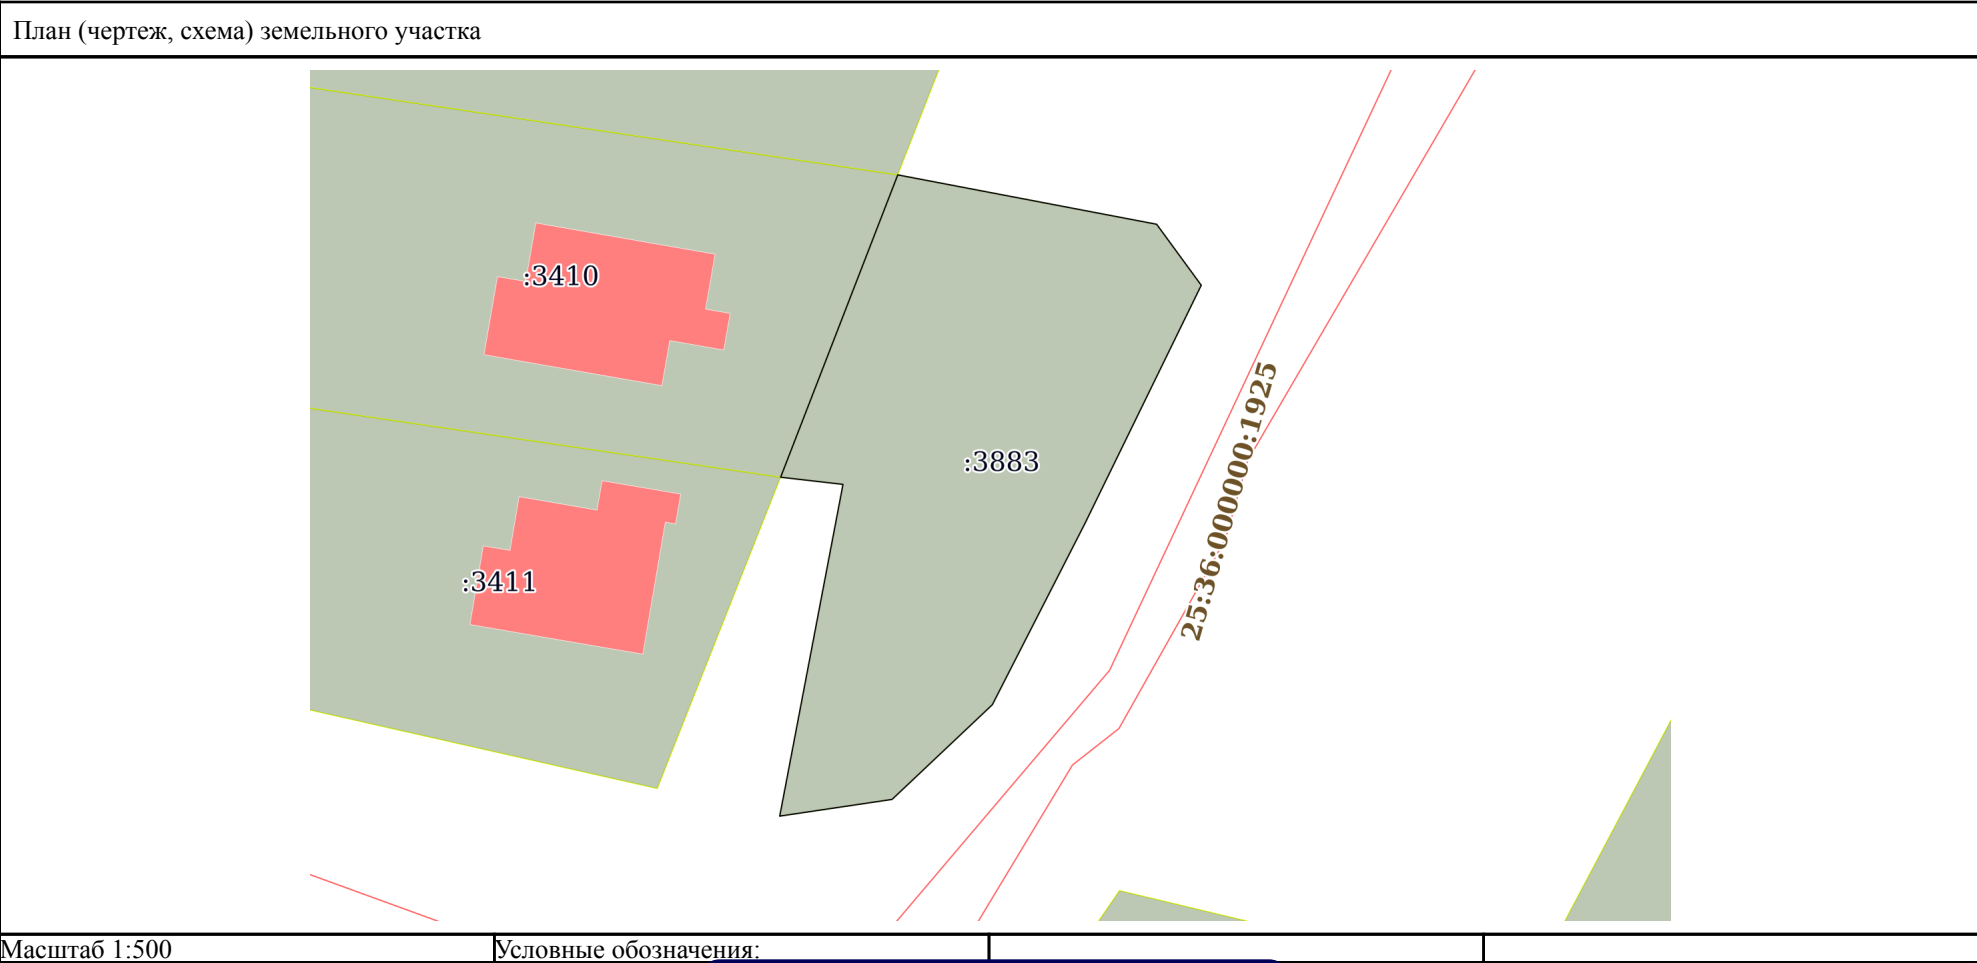 План (чертеж, схема) земельного участка
:3410
:3883
25:36:000000:1925
:3411
Масштаб 1:500
Условные обозначения: